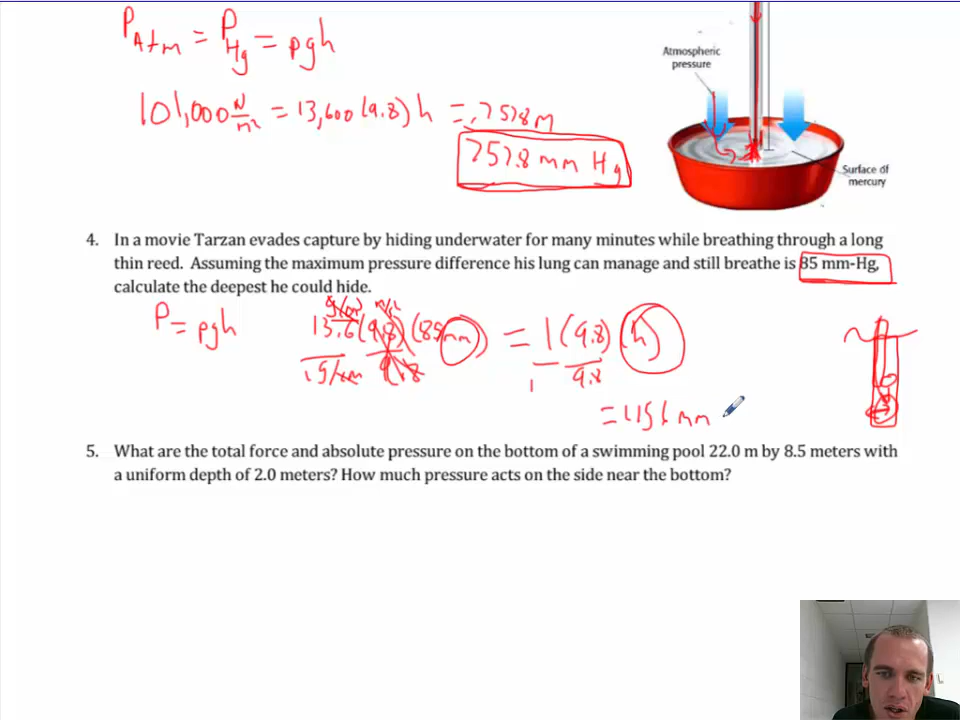 P_Atm = P_Hg = ρgh
101,000 N/m² = 13,600 (9.8) h = .7578 m
757.8 mm Hg
Atmospheric
pressure
Surface of
mercury
4. In a movie Tarzan evades capture by hiding underwater for many minutes while breathing through a long
thin reed. Assuming the maximum pressure difference his lung can manage and still breathe is 85 mm-Hg,
calculate the deepest he could hide.
P = ρgh
13.6 (9.8) (85 mm) = 1 (9.8) (h)
9.8
1 9.8
= 1156 mm
5. What are the total force and absolute pressure on the bottom of a swimming pool 22.0 m by 8.5 meters with
a uniform depth of 2.0 meters? How much pressure acts on the side near the bottom?